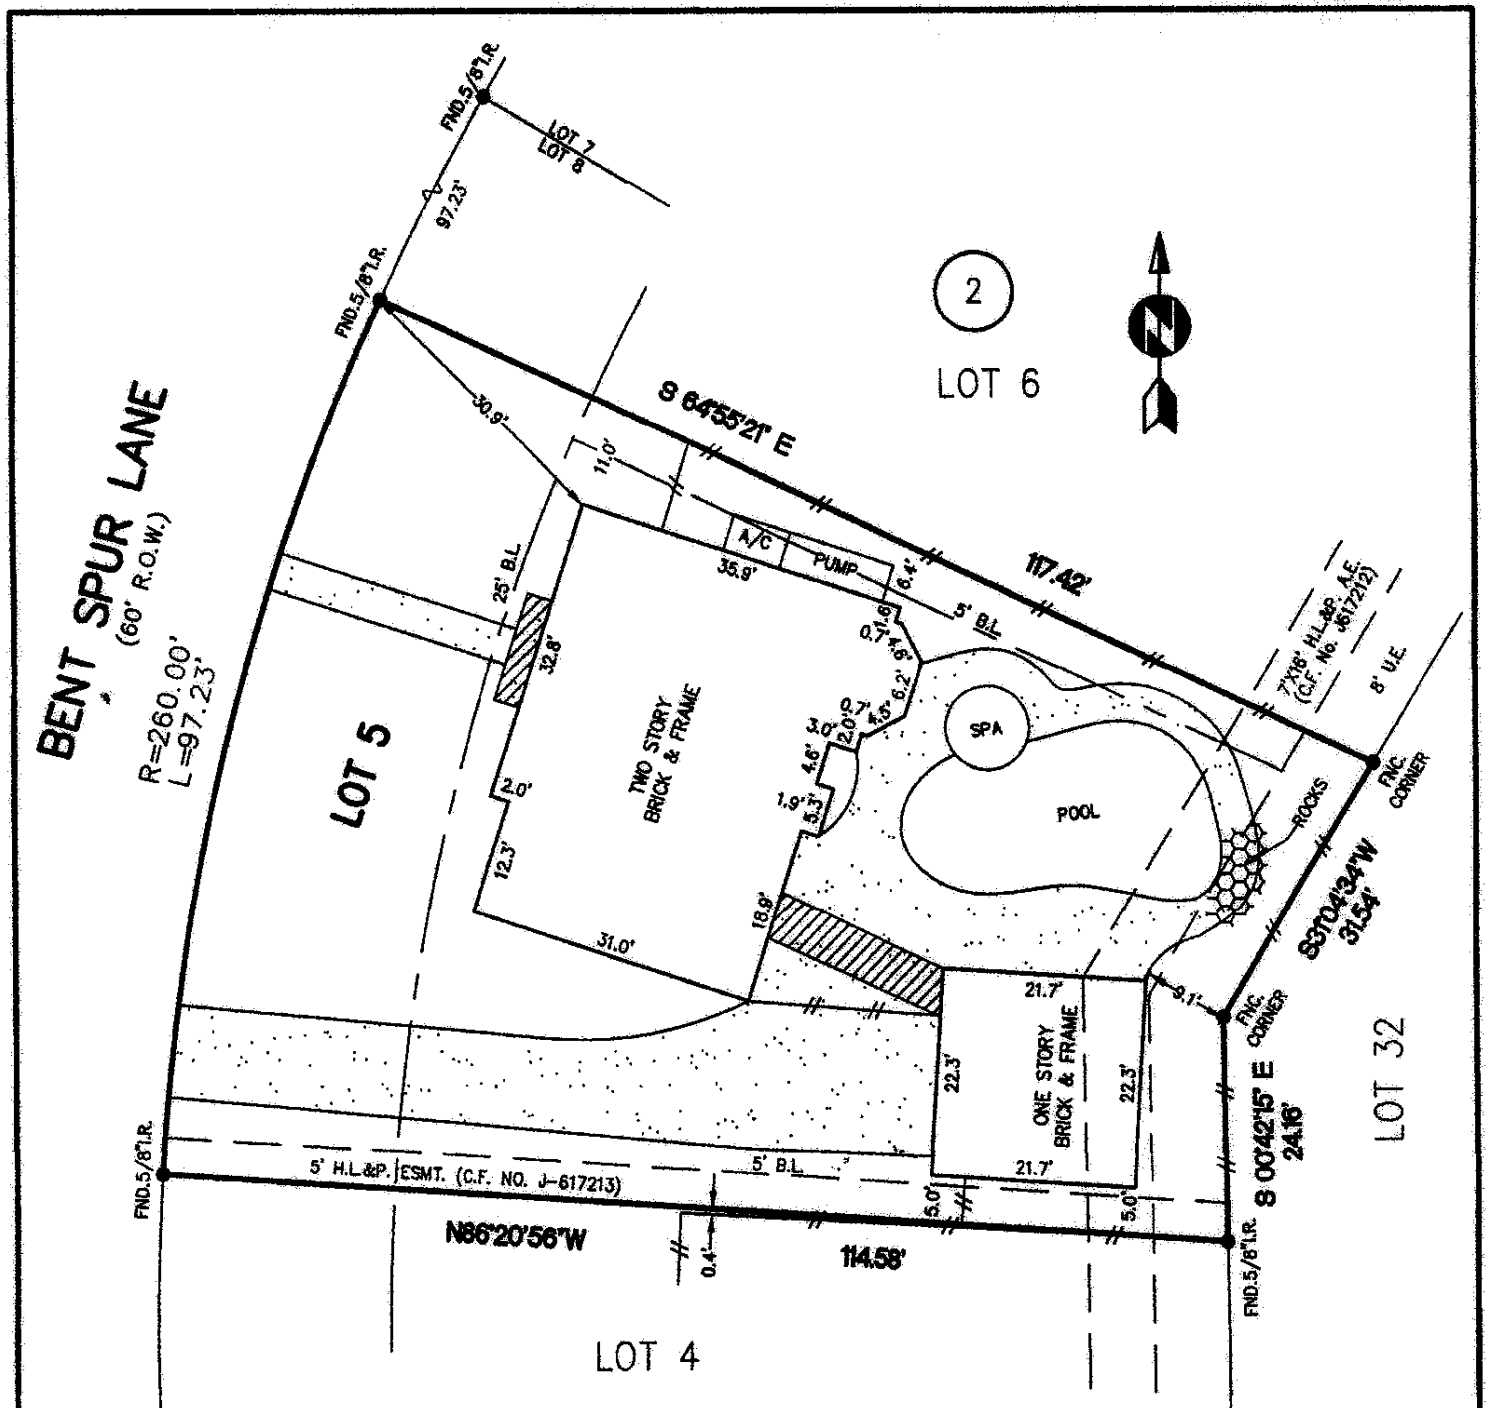 FND.5/8"I.R.
LOT 7
LOT 8
97.23'
FND.5/8"I.R.
2
LOT 6
N
30.9'
S 64°55'21" E
117.42'
11.0'
A/C
PUMP
35.9'
6.4'
5' B.L.
7'X16' H.L.&P. A.E.
(C.F. No. J617212)
8' U.E.
25' B.L.
BENT SPUR LANE
(60' R.O.W.)
R=260.00'
L=97.23'
LOT 5
32.8'
1.6'
0.7'
4.6'
6.2'
4.5'
0.7'
2.0'
3.0'
4.6'
1.9'
5.3'
TWO STORY
BRICK & FRAME
SPA
POOL
ROCKS
FNC.
CORNER
2.0'
12.3'
31.0'
18.9'
S31°04'34"W
31.54'
21.7'
9.1'
FNC.
CORNER
22.3'
ONE STORY
BRICK & FRAME
22.3'
21.7'
S 00°42'15" E
24.16'
LOT 32
FND.5/8"I.R.
5' H.L.&P. ESMT. (C.F. NO. J-617213)
5' B.L.
5.0'
5.0'
N86°20'56"W
0.4'
114.58'
FND.5/8"I.R.
LOT 4